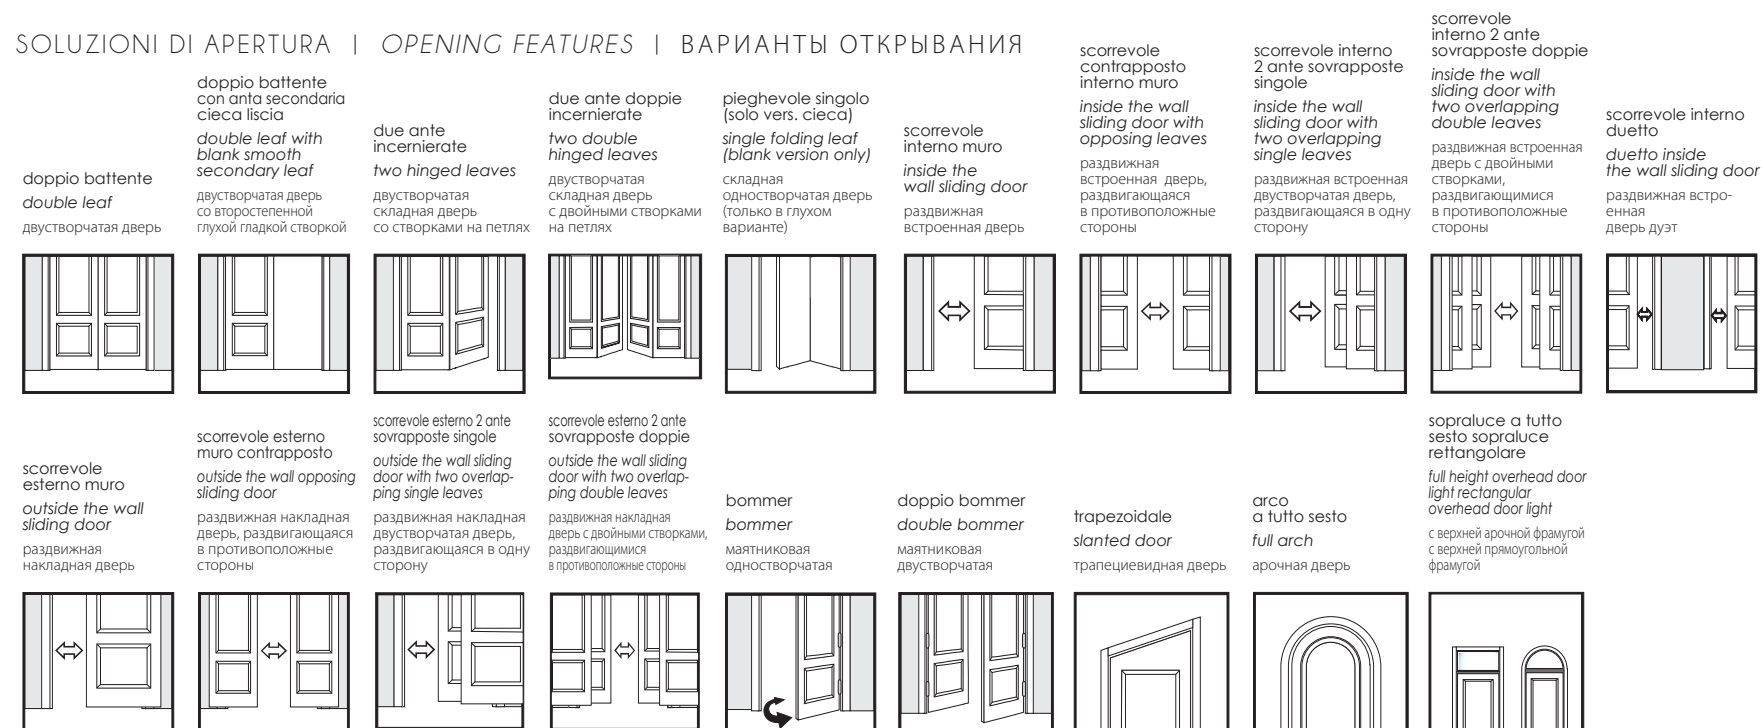 SOLUZIONI DI APERTURA | OPENING FEATURES | ВАРИАНТЫ ОТКРЫВАНИЯ
doppio battente
double leaf
двустворчатая дверь
doppio battente
con anta secondaria
cieca liscia
double leaf with
blank smooth
secondary leaf
двустворчатая дверь
со второстепенной
глухой гладкой створкой
due ante
incernierate
two hinged leaves
двустворчатая
складная дверь
со створками на петлях
due ante doppie
incernierate
two double
hinged leaves
двустворчатая
складная дверь
с двойными створками
на петлях
pieghevole singolo
(solo vers. cieca)
single folding leaf
(blank version only)
складная
одностворчатая дверь
(только в глухом
варианте)
scorrevole
interno muro
inside the
wall sliding door
раздвижная
встроенная дверь
scorrevole
contrapposto
interno muro
inside the wall
sliding door with
opposing leaves
раздвижная
встроенная дверь,
раздвигающаяся
в противоположные
стороны
scorrevole interno
2 ante sovrapposte
singole
inside the wall
sliding door with
two overlapping
single leaves
раздвижная встроенная
двустворчатая дверь,
раздвигающаяся в одну
сторону
scorrevole
interno 2 ante
sovrapposte doppie
inside the wall
sliding door with
two overlapping
double leaves
раздвижная встроенная
дверь с двойными
створками,
раздвигающимися
в противоположные
стороны
scorrevole interno
duetto
duetto inside
the wall sliding door
раздвижная встро-
енная
дверь дуэт
scorrevole
esterno muro
outside the wall
sliding door
раздвижная
накладная дверь
scorrevole esterno
muro contrapposto
outside the wall opposing
sliding door
раздвижная накладная
дверь, раздвигающаяся
в противоположные
стороны
scorrevole esterno 2 ante
sovrapposte singole
outside the wall sliding
door with two overlap-
ping single leaves
раздвижная накладная
двустворчатая дверь,
раздвигающаяся в одну
сторону
scorrevole esterno 2 ante
sovrapposte doppie
outside the wall sliding
door with two overlap-
ping double leaves
раздвижная накладная
дверь с двойными створками,
раздвигающимися
в противоположные стороны
bommer
bommer
маятниковая
одностворчатая
doppio bommer
double bommer
маятниковая
двустворчатая
trapezoidale
slanted door
трапециевидная дверь
arco
a tutto sesto
full arch
арочная дверь
sopraluce a tutto
sesto sopraluce
rettangolare
full height overhead door
light rectangular
overhead door light
с верхней арочной фрамугой
с верхней прямоугольной
фрамугой